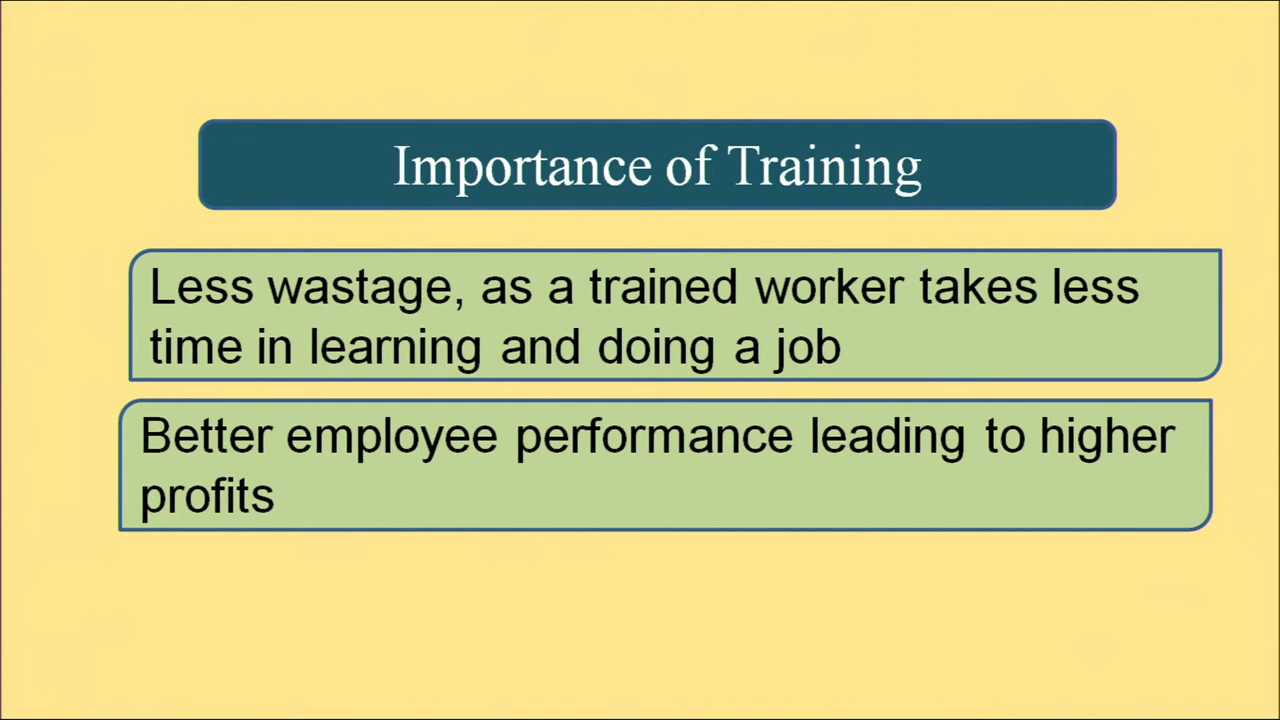 Importance of Training
Less wastage, as a trained worker takes less
time in learning and doing a job
Better employee performance leading to higher
profits